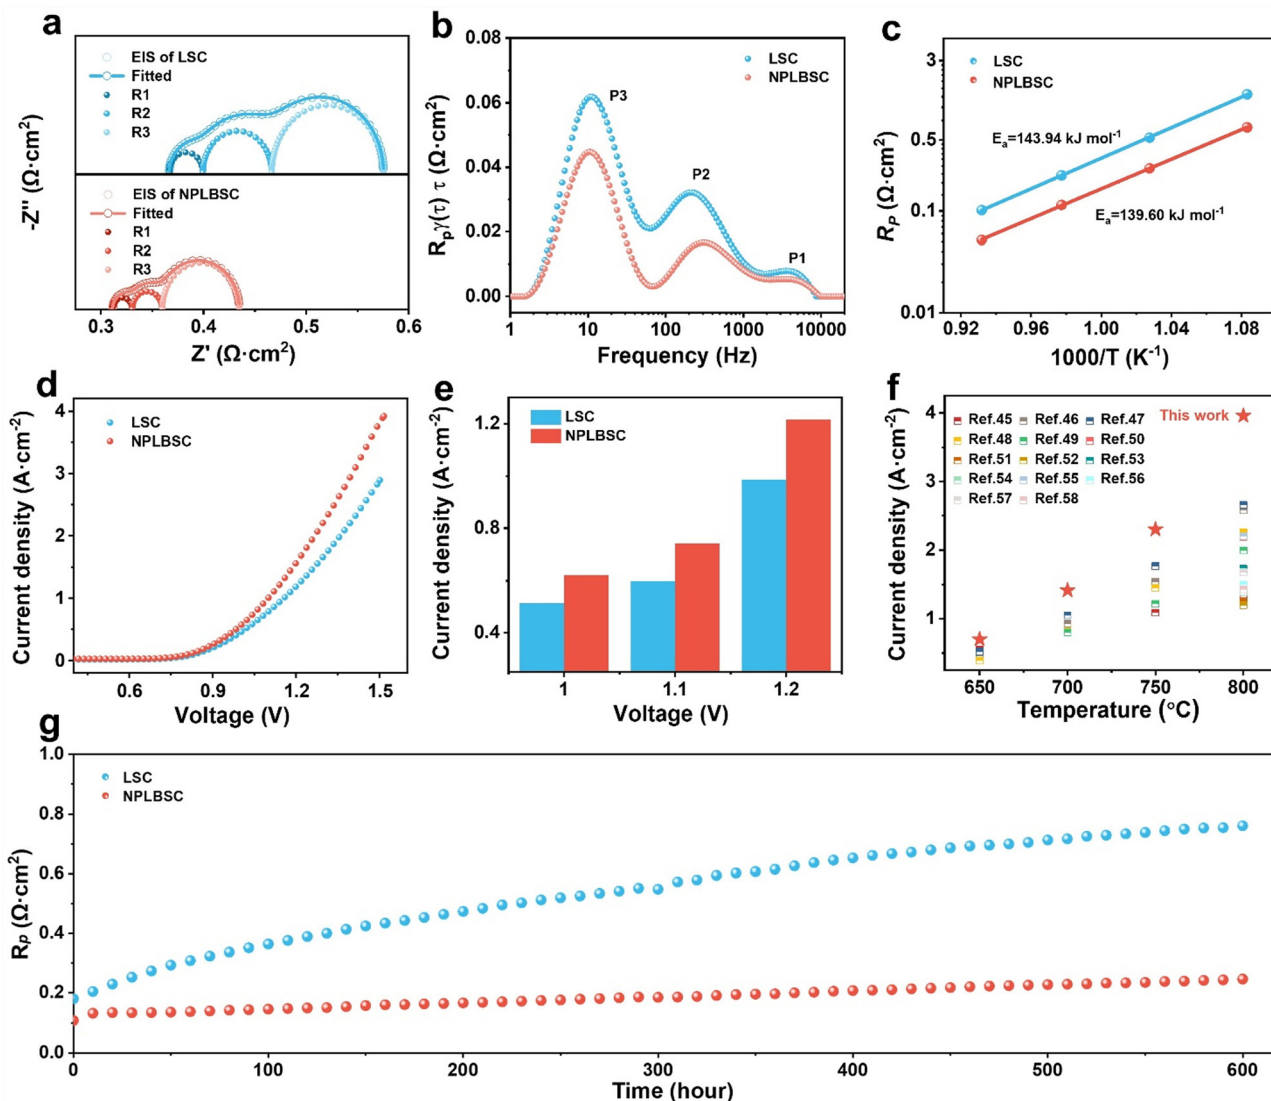 a
EIS of LSC
Fitted
R1
R2
R3
EIS of NPLBSC
Fitted
R1
R2
R3
-Z'' (Ω·cm²)
0.3 0.4 0.5 0.6
Z' (Ω·cm²)
b
LSC
NPLBSC
P3
P2
P1
0.08
0.06
0.04
0.02
0.00
Rₚγ(τ) τ (Ω·cm²)
1 10 100 1000 10000
Frequency (Hz)
c
LSC
NPLBSC
Eₐ=143.94 kJ mol⁻¹
Eₐ=139.60 kJ mol⁻¹
3
0.5
0.1
0.01
R_P (Ω·cm²)
0.92 0.96 1.00 1.04 1.08
1000/T (K⁻¹)
d
LSC
NPLBSC
4
3
2
1
0
Current density (A·cm⁻²)
0.6 0.9 1.2 1.5
Voltage (V)
e
LSC
NPLBSC
1.2
0.8
0.4
Current density (A·cm⁻²)
1 1.1 1.2
Voltage (V)
f
Ref.45 Ref.46 Ref.47 This work
Ref.48 Ref.49 Ref.50
Ref.51 Ref.52 Ref.53
Ref.54 Ref.55 Ref.56
Ref.57 Ref.58
4
3
2
1
Current density (A·cm⁻²)
650 700 750 800
Temperature (°C)
g
LSC
NPLBSC
1.0
0.8
0.6
0.4
0.2
0.0
R_P (Ω·cm²)
0 100 200 300 400 500 600
Time (hour)